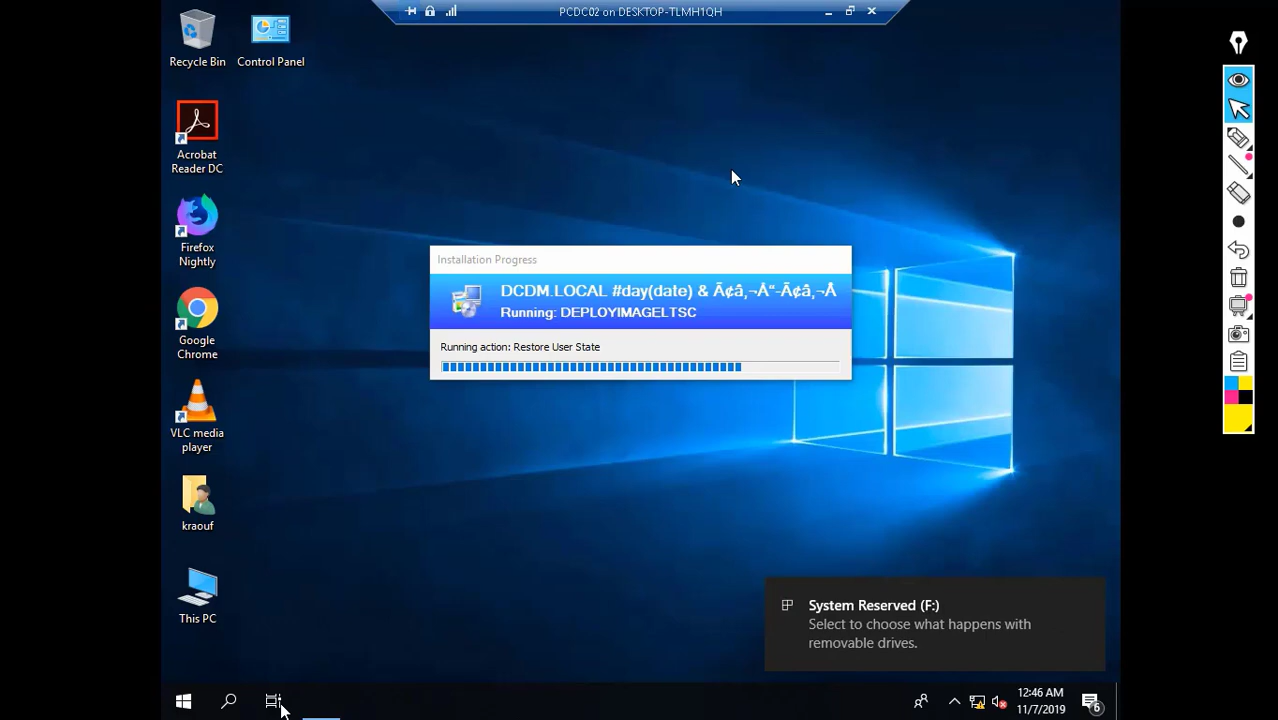 PCDC02 on DESKTOP-TLMH1QH
Recycle Bin
Control Panel
Acrobat
Reader DC
Firefox
Nightly
Google
Chrome
VLC media
player
kraouf
This PC
Installation Progress
DCDM.LOCAL #day(date) & Ã¢â‚¬Å“-Ã¢â‚¬Å
Running: DEPLOYIMAGELTSC
Running action: Restore User State
System Reserved (F:)
Select to choose what happens with
removable drives.
12:46 AM
11/7/2019
6